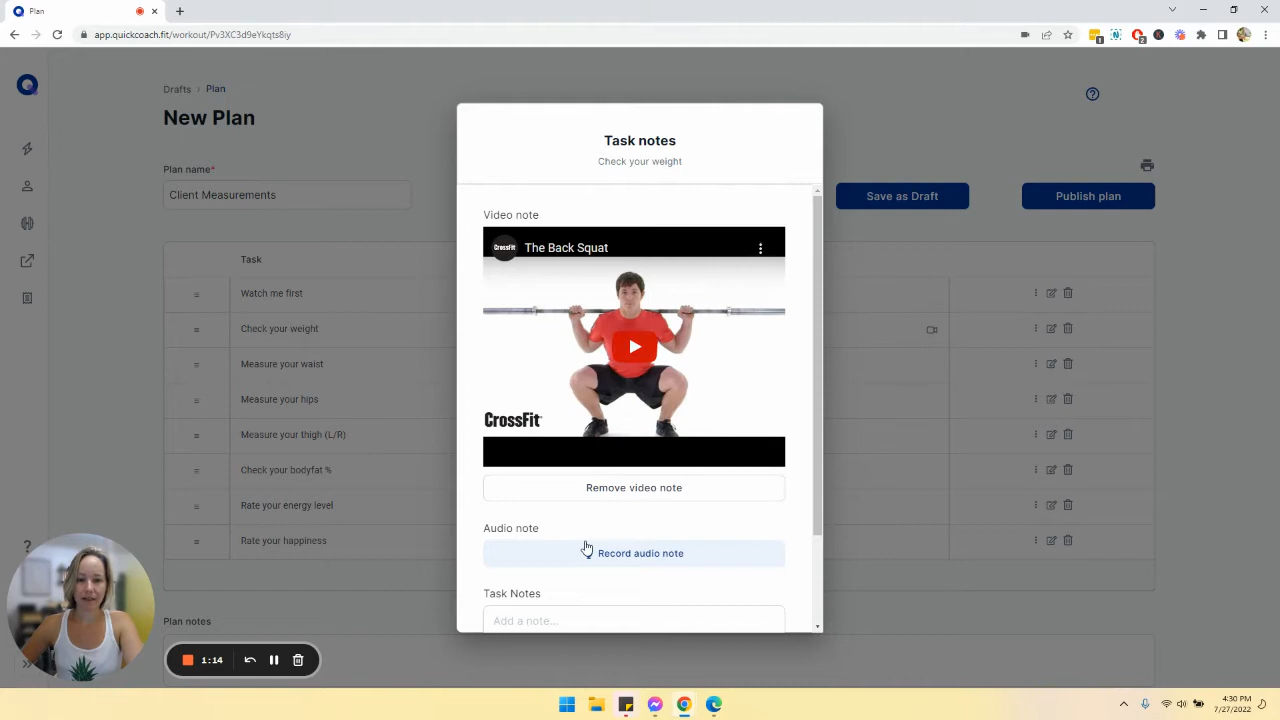 Plan
app.quickcoach.fit/workout/Pv3XC3d9eYkqts8iy
1
2
Drafts › Plan
New Plan
Plan name*
Client Measurements
Save as Draft
Publish plan
Task
Watch me first
Check your weight
Measure your waist
Measure your hips
Measure your thigh (L/R)
Check your bodyfat %
Rate your energy level
Rate your happiness
Plan notes
Task notes
Check your weight
Video note
CrossFit
The Back Squat
CrossFit
Remove video note
Audio note
Record audio note
Task Notes
Add a note...
1:14
4:30 PM
7/27/2022